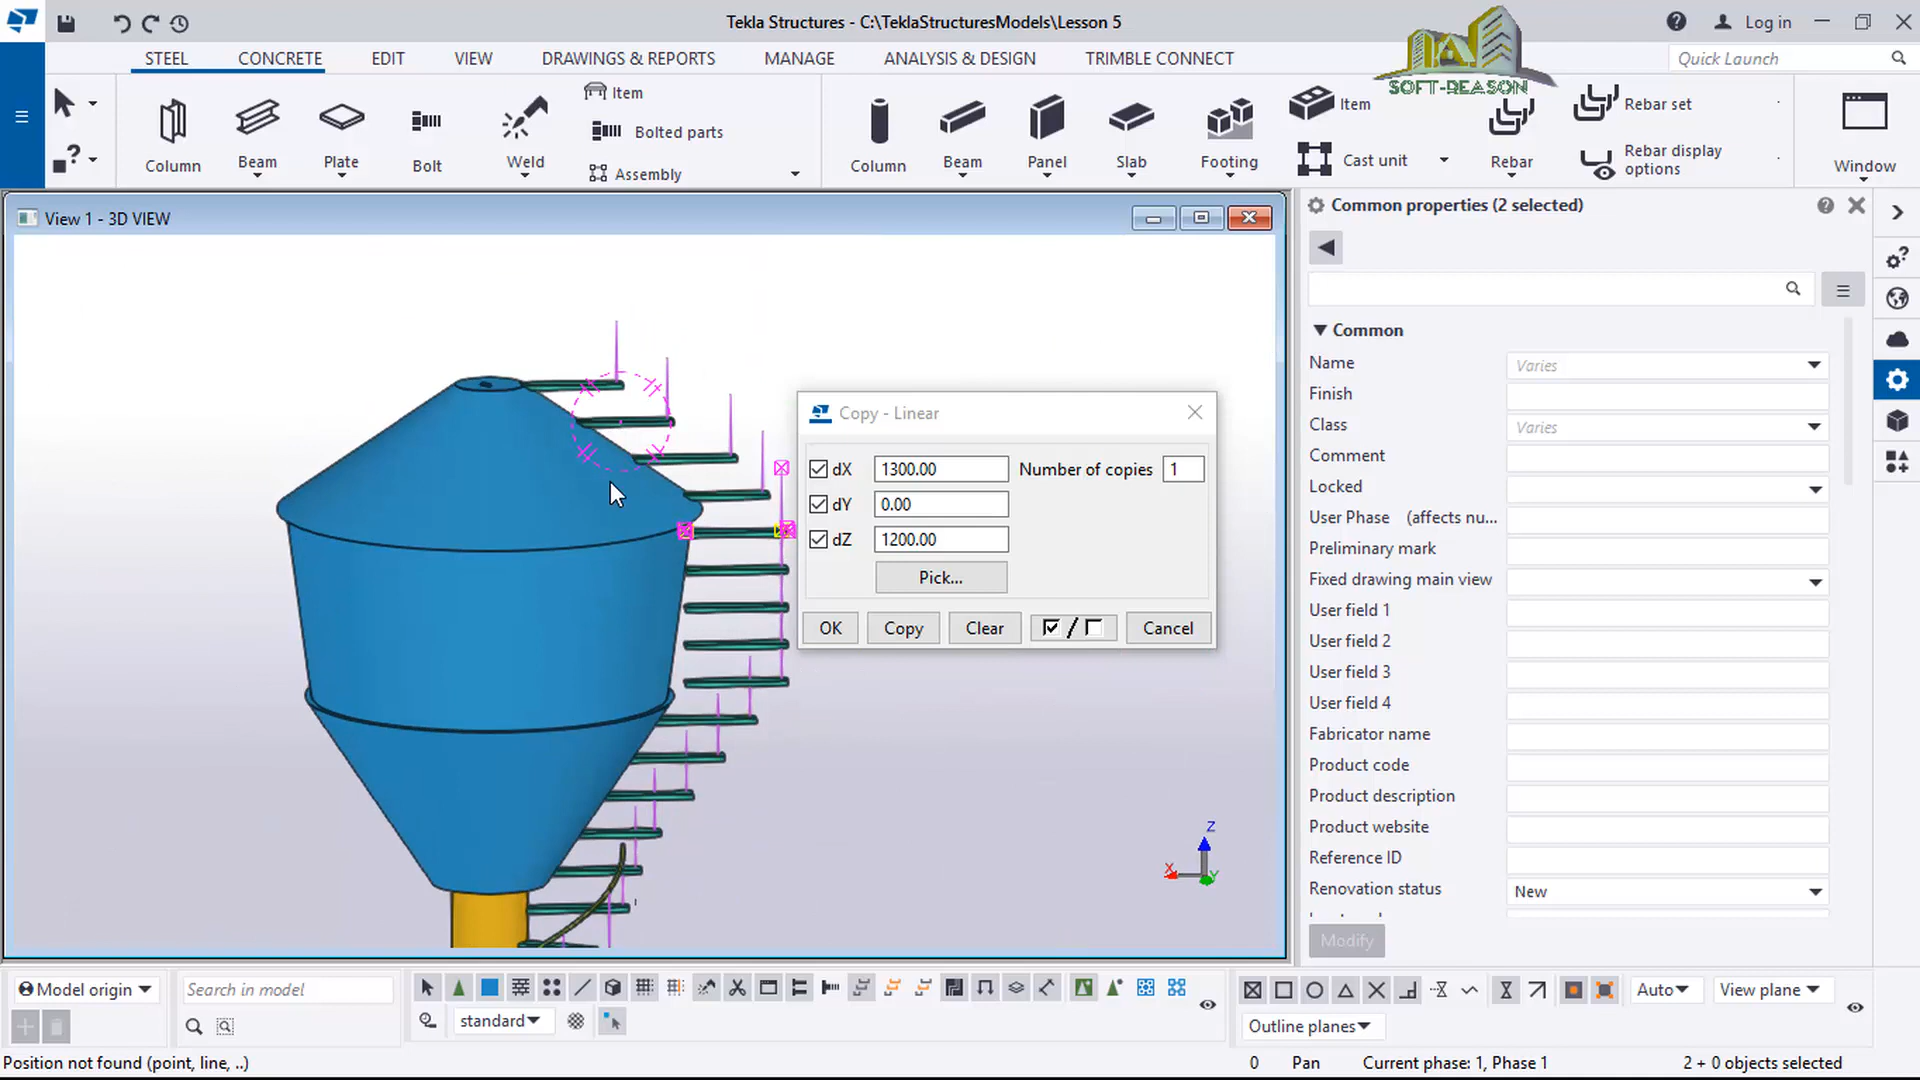 Tekla Structures - C:\TeklaStructuresModels\Lesson 5
Log in
STEEL CONCRETE EDIT VIEW DRAWINGS & REPORTS MANAGE ANALYSIS & DESIGN TRIMBLE CONNECT
Quick Launch
SOFT-REASON
Column Beam Plate Bolt Weld
Item
Bolted parts
Assembly
Column Beam Panel Slab Footing
Item
Cast unit
Rebar
Rebar set
Rebar display options
Window
View 1 - 3D VIEW
Copy - Linear
dX 1300.00 Number of copies 1
dY 0.00
dZ 1200.00
Pick...
OK Copy Clear / Cancel
Z
X
Y
Common properties (2 selected)
Common
Name Varies
Finish
Class Varies
Comment
Locked
User Phase (affects nu...
Preliminary mark
Fixed drawing main view
User field 1
User field 2
User field 3
User field 4
Fabricator name
Product code
Product description
Product website
Reference ID
Renovation status New
Modify
Model origin
Search in model
standard
Auto
View plane
Outline planes
Position not found (point, line, ..)
0 Pan Current phase: 1, Phase 1 2 + 0 objects selected